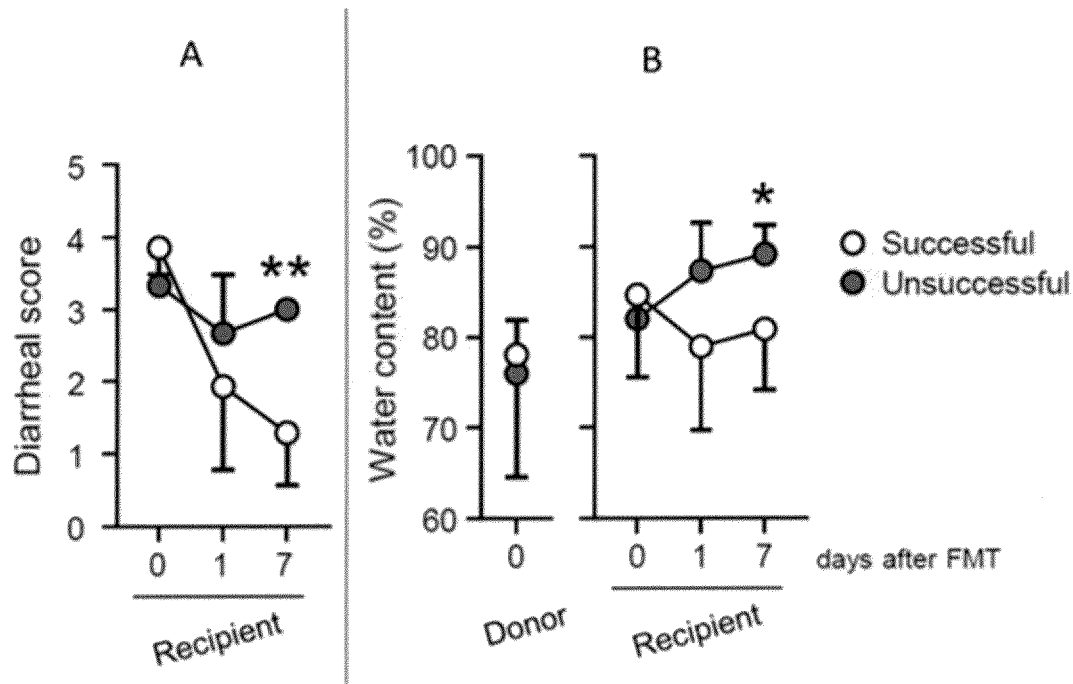 A
Diarrheal score
5
4
3
2
1
0
**
0 1 7
Recipient
B
Water content (%)
100
90
80
70
60
*
0
Donor
0 1 7
Recipient
days after FMT
Successful
Unsuccessful